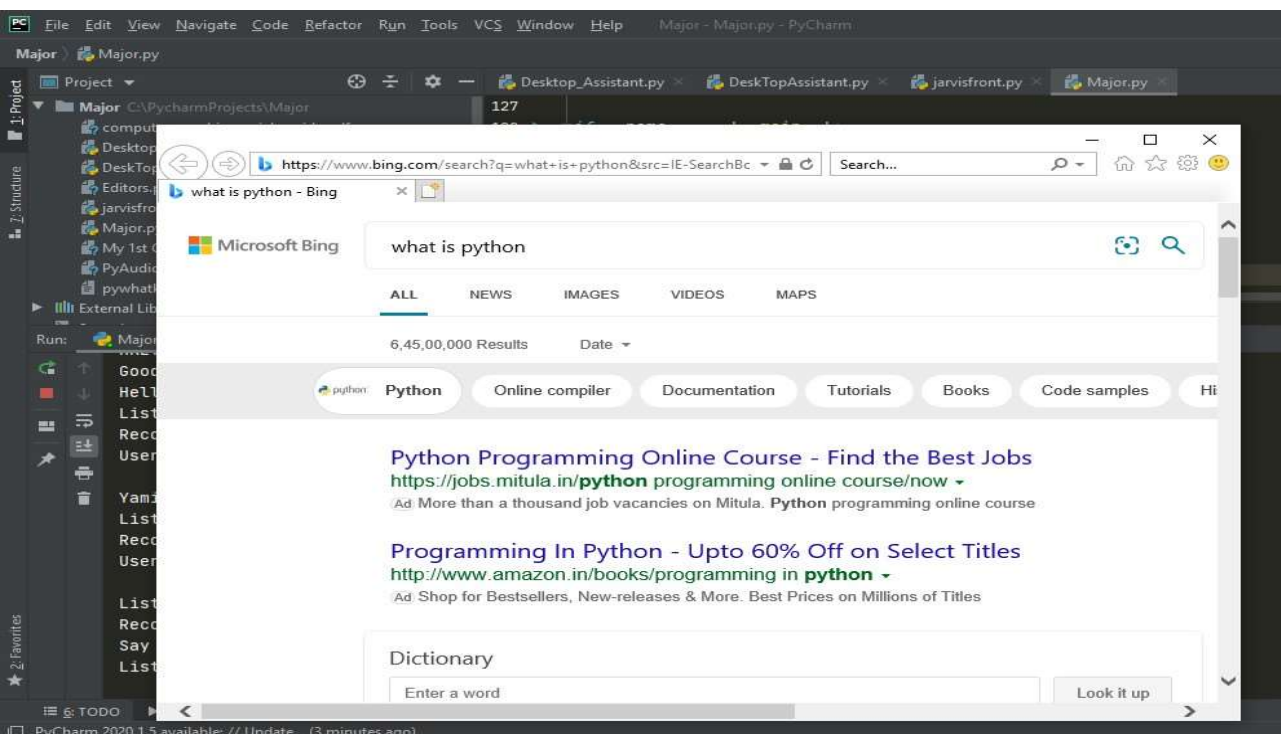 PC File Edit View Navigate Code Refactor Run Tools VCS Window Help Major - Major.py - PyCharm
Major Major.py
1: Project
Project
Desktop_Assistant.py DeskTopAssistant.py jarvisfront.py Major.py
Major C:\PycharmProjects\Major
127
Desktop
https://www.bing.com/search?q=what+is+python&src=IE-SearchBc Search...
Editors.
what is python - Bing
7: Structure
jarvisfro
Major.p
Microsoft Bing what is python
My 1st
PyAudio
pywhat
ALL NEWS IMAGES VIDEOS MAPS
External Lib
Run: Major
6,45,00,000 Results Date
Good
Hell
python Python Online compiler Documentation Tutorials Books Code samples Hi
List
Reco
User
Python Programming Online Course - Find the Best Jobs
https://jobs.mitula.in/python programming online course/now
Ad More than a thousand job vacancies on Mitula. Python programming online course
Yami
List
Reco
User
Programming In Python - Upto 60% Off on Select Titles
http://www.amazon.in/books/programming in python
Ad Shop for Bestsellers, New-releases & More. Best Prices on Millions of Titles
List
Reco
Say
List
2: Favorites
Dictionary
Enter a word Look it up
6: TODO
PyCharm 2020.1.5 available: // Update... (3 minutes ago)